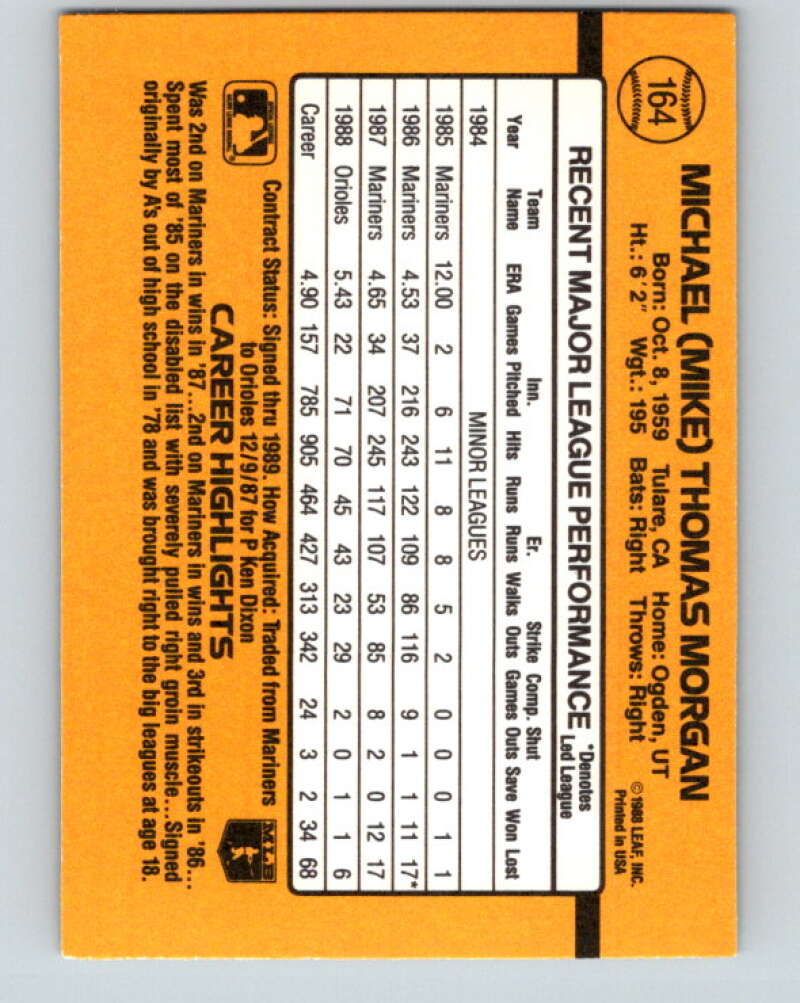 164
MICHAEL (MIKE) THOMAS MORGAN
Born: Oct. 8, 1959 Tulare, CA Home: Ogden, UT
Ht.: 6'2" Wgt.: 195 Bats: Right Throws: Right
©1988 LEAF, INC.
Printed in USA
RECENT MAJOR LEAGUE PERFORMANCE *Denotes Led League
Year Team Name ERA Games Inn. Pitched Hits Runs Er. Runs Walks Strike Outs Comp. Games Shut Outs Save Won Lost
1984 MINOR LEAGUES
1985 Mariners 12.00 2 6 11 8 8 5 2 0 0 0 1 1
1986 Mariners 4.53 37 216 243 122 109 86 116 9 1 1 11 17*
1987 Mariners 4.65 34 207 245 117 107 53 85 8 2 0 12 17
1988 Orioles 5.43 22 71 70 45 43 23 29 2 0 1 1 6
Career 4.90 157 785 905 464 427 313 342 24 3 2 34 68
Contract Status: Signed thru 1989. How Acquired: Traded from Mariners
to Orioles 12/9/87 for P Ken Dixon
MLB
CAREER HIGHLIGHTS
Was 2nd on Mariners in wins in '87...2nd on Mariners in wins and 3rd in strikeouts in '86...
Spent most of '85 on the disabled list with severely pulled right groin muscle...Signed
originally by A's out of high school in '78 and was brought right to the big leagues at age 18.